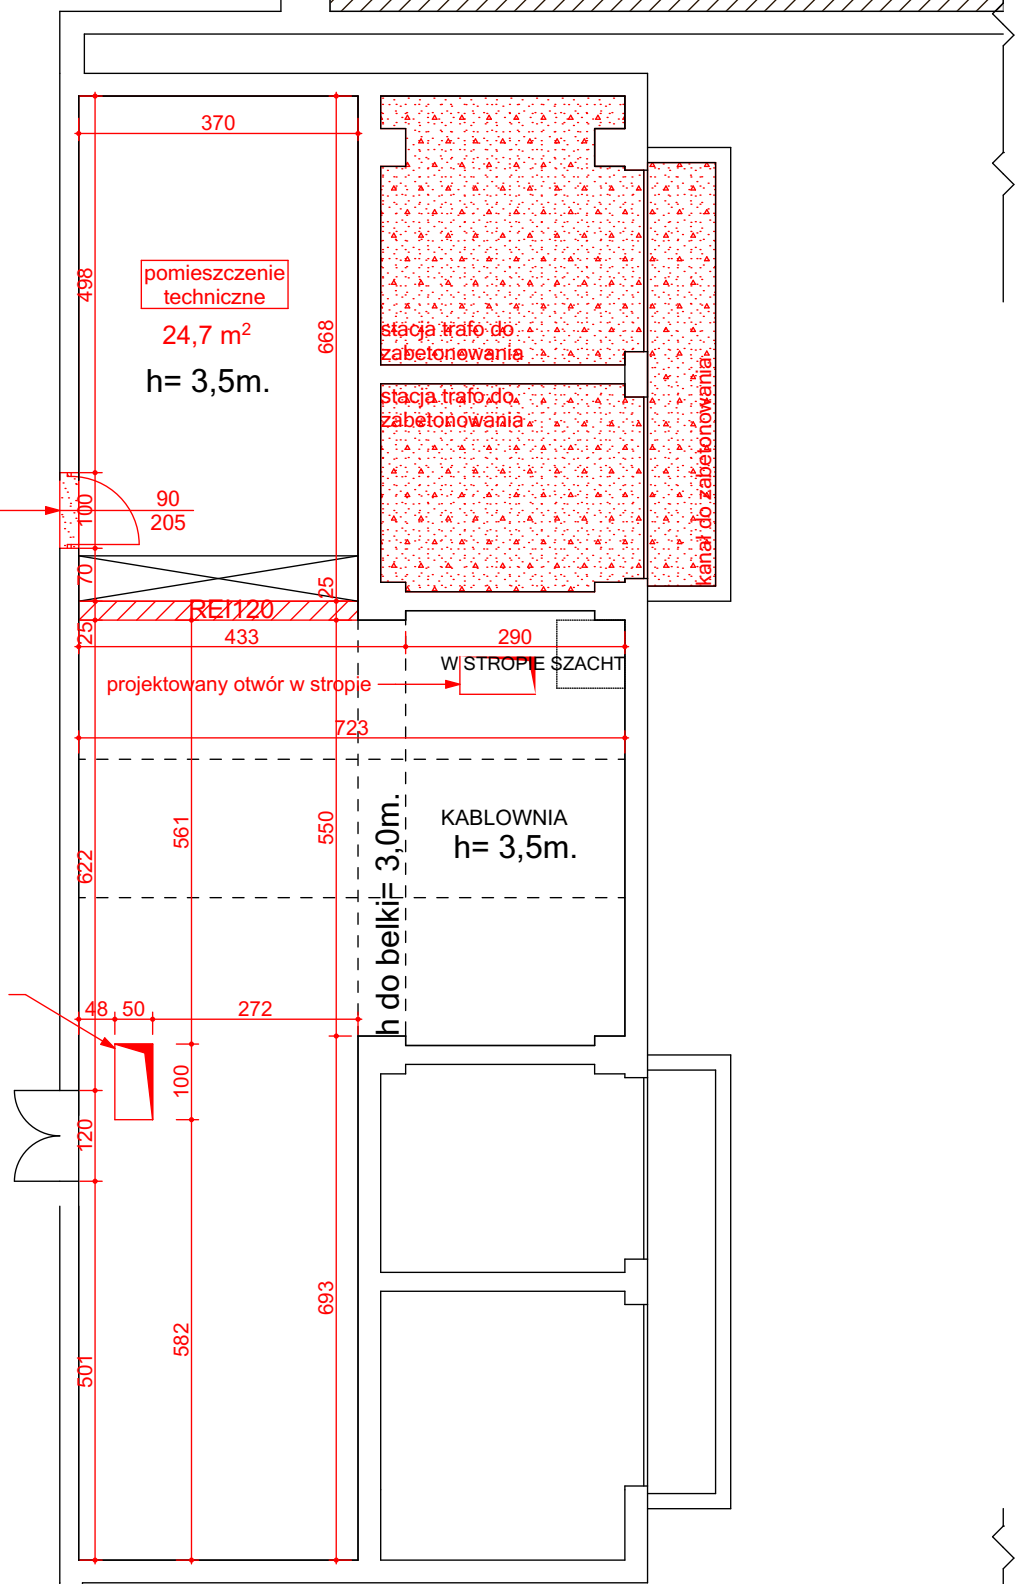 370
498
pomieszczenie
techniczne
24,7 m²
h= 3,5m.
668
stacja trafo do
zabetonowania
stacja trafo do
zabetonowania
kanał do zabetonowania
100
90
205
70
25
REI120
25
433
290
W STROPIE SZACHT
projektowany otwór w stropie
723
561
550
622
h do belki= 3,0m.
KABLOWNIA
h= 3,5m.
48
50
272
100
120
693
582
501